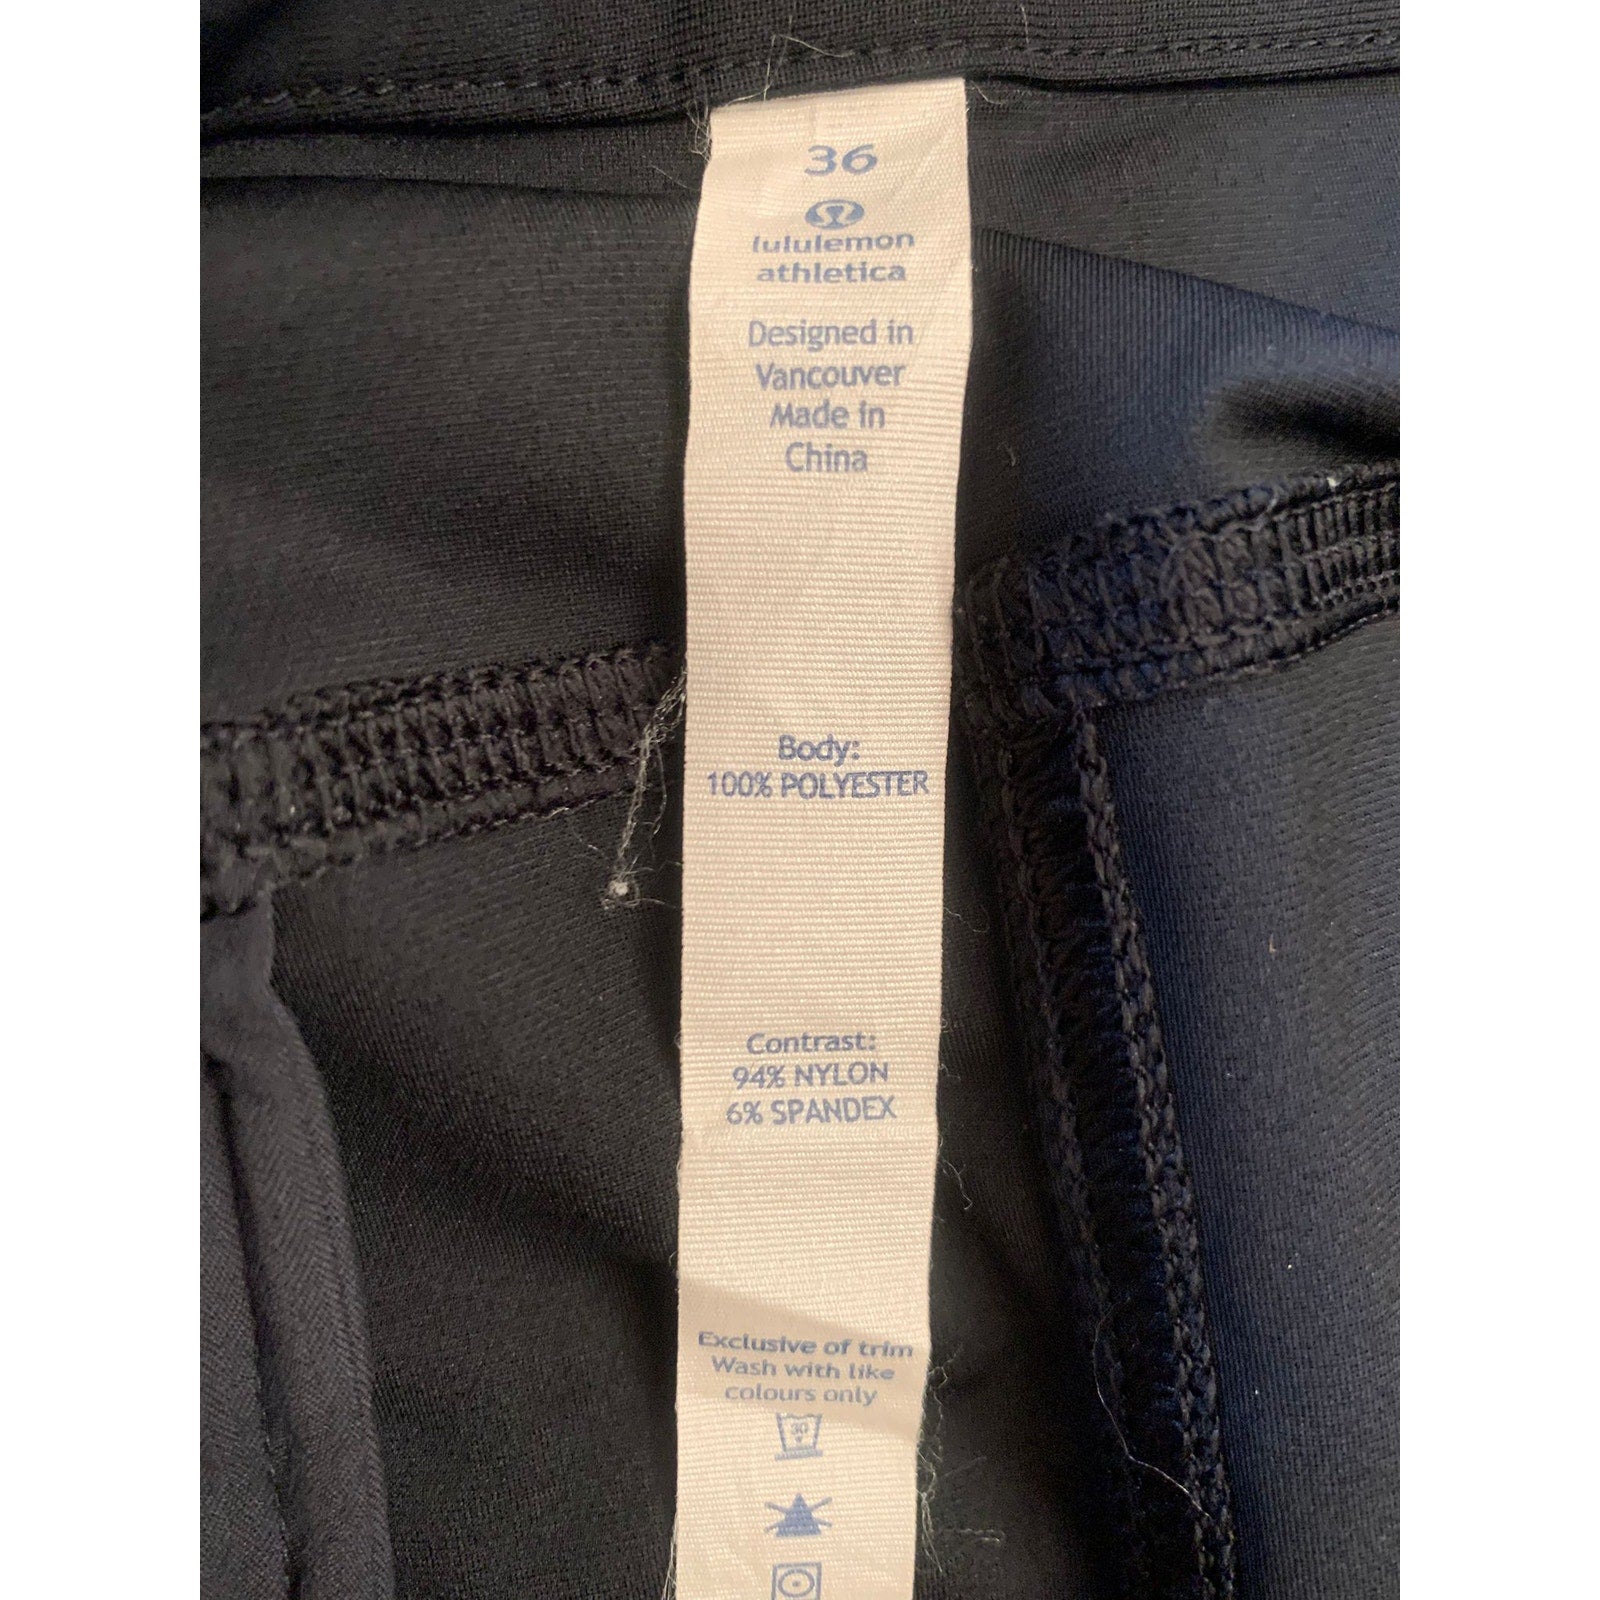 36
lululemon
athletica
Designed in
Vancouver
Made in
China
Body:
100% POLYESTER
Contrast:
94% NYLON
6% SPANDEX
Exclusive of trim
Wash with like
colours only
30